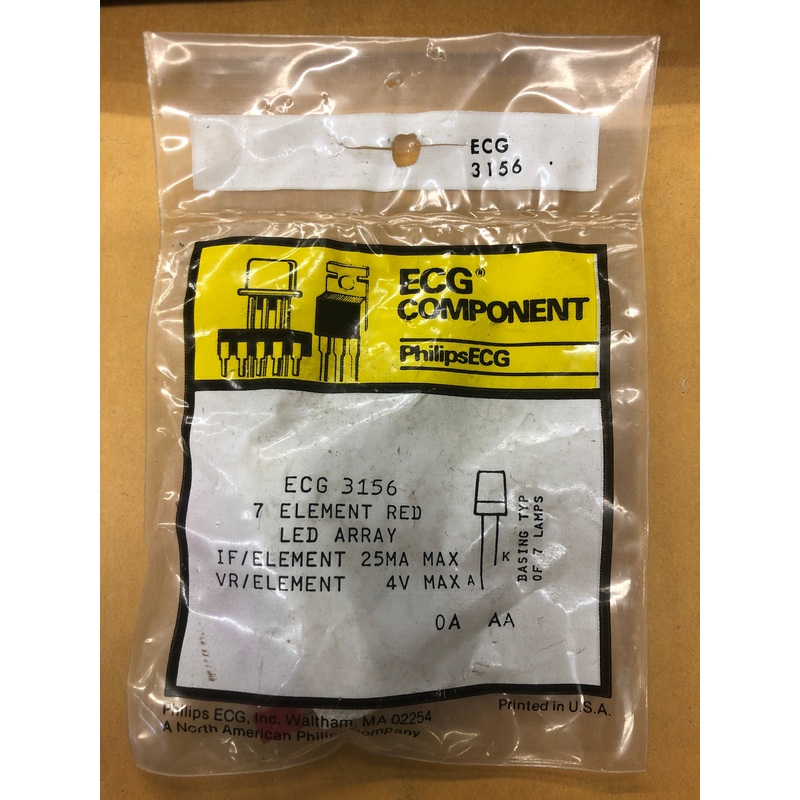 ECG
3156
ECG®
COMPONENT
PhilipsECG
ECG 3156
7 ELEMENT RED
LED ARRAY
IF/ELEMENT 25MA MAX
VR/ELEMENT 4V MAX
A
K
BASING TYP
OF 7 LAMPS
0A AA
Philips ECG, Inc. Waltham, MA 02254
A North American Philips Company
Printed in U.S.A.